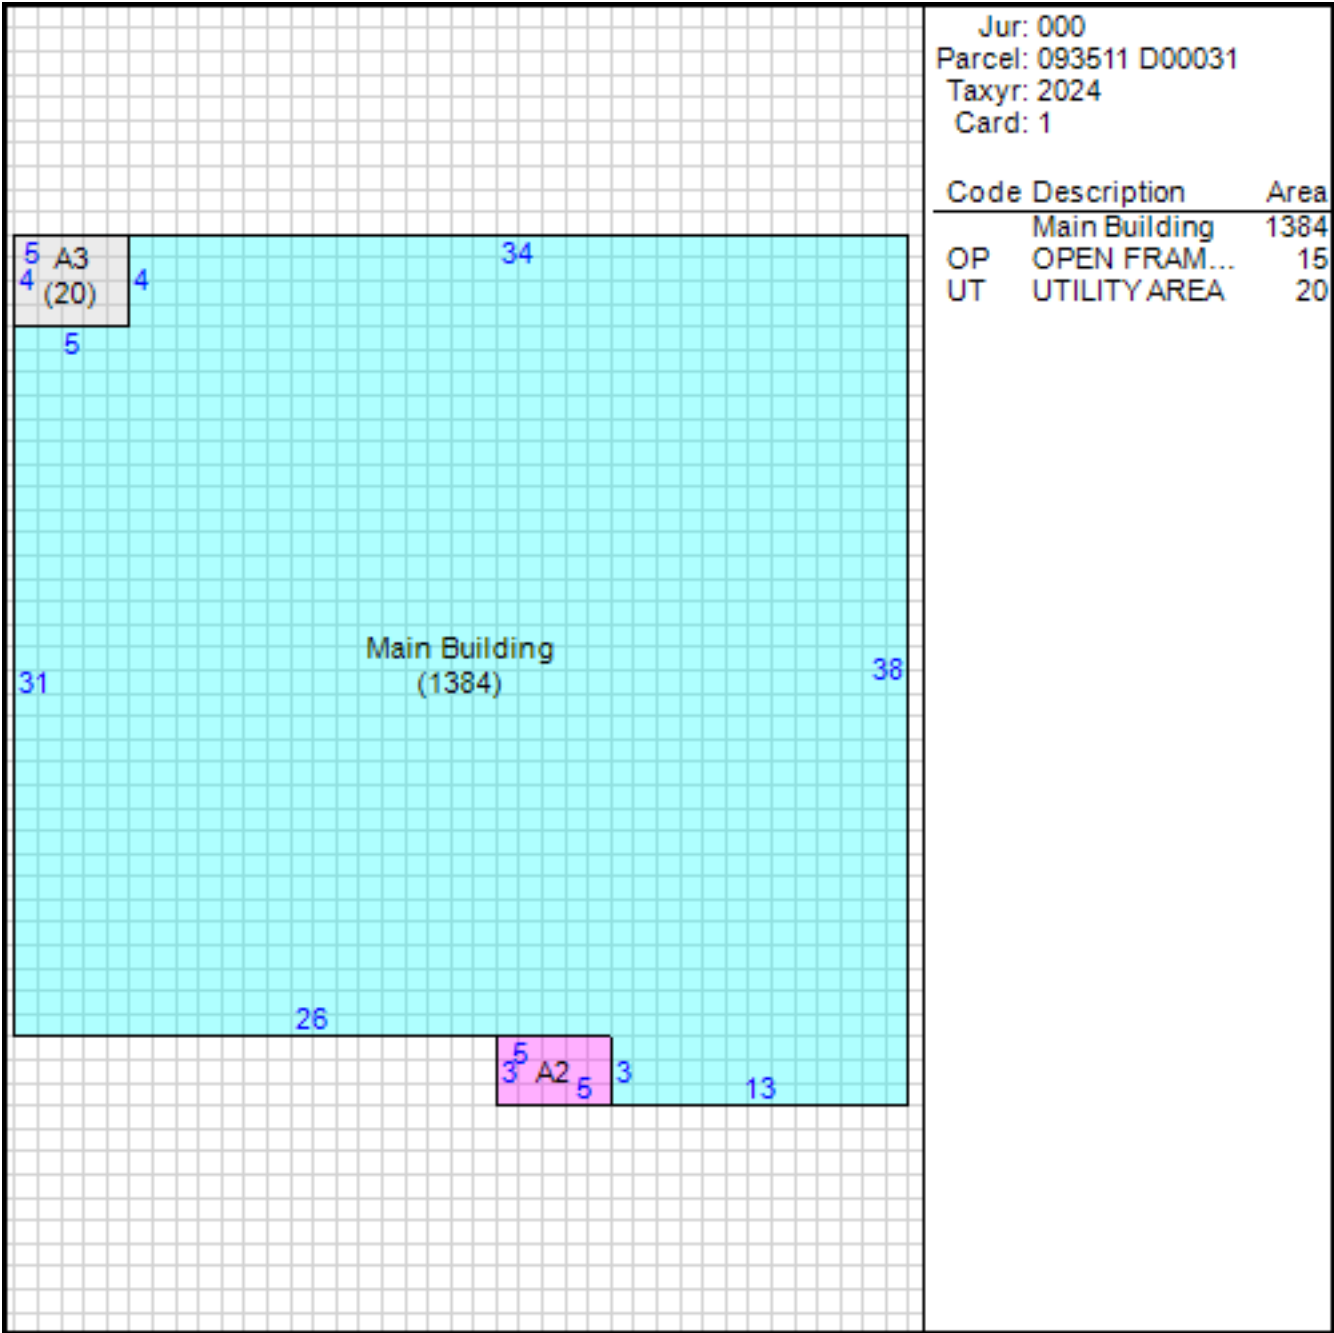 Jur: 000
Parcel: 093511 D00031
Taxyr: 2024
Card: 1
Code Description Area
Main Building 1384
OP OPEN FRAM... 15
UT UTILITY AREA 20
5 A3
4 (20) 4
5
34
Main Building
(1384)
31
38
26
5
3 A2 5 3
13